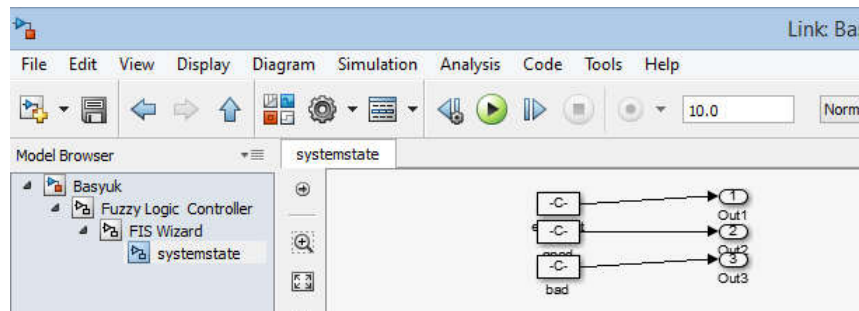 Link: Ba
File Edit View Display Diagram Simulation Analysis Code Tools Help
10.0 Norm
Model Browser systemstate
Basyuk
Fuzzy Logic Controller
FIS Wizard
systemstate
-C- 1
Out1
-C- 2
Out2
-C- 3
bad Out3